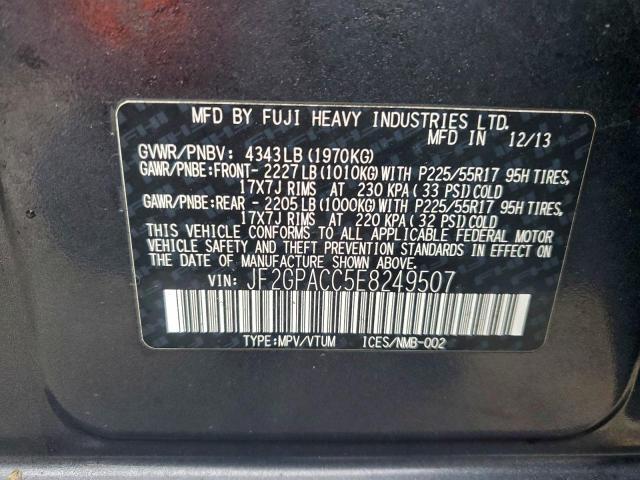 MFD BY FUJI HEAVY INDUSTRIES LTD.
MFD IN 12/13
GVWR/PNBV: 4343LB(1970KG)
GAWR/PNBE:FRONT- 2227LB(1010KG)WITH P225/55R17 95H TIRES,
17X7J RIMS AT 230 KPA (33 PSI)COLD
GAWR/PNBE:REAR - 2205LB(1000KG)WITH P225/55R17 95H TIRES,
17X7J RIMS AT 220 KPA (32 PSI)COLD
THIS VEHICLE CONFORMS TO ALL APPLICABLE FEDERAL MOTOR
VEHICLE SAFETY AND THEFT PREVENTION STANDARDS IN EFFECT ON
THE DATE OF MANUFACTURE SHOWN ABOVE.
VIN: JF2GPACC5E8249507
TYPE:MPV/VTUM ICES/NMB-002